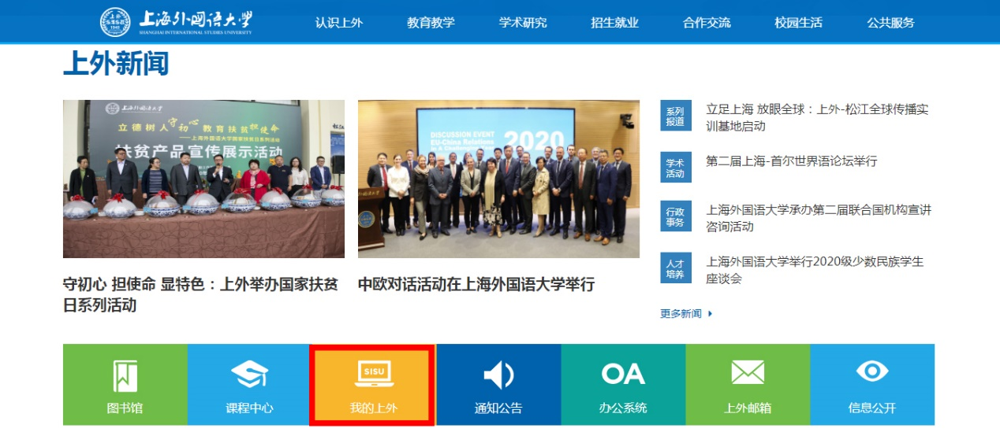 上海外国语大学
SHANGHAI INTERNATIONAL STUDIES UNIVERSITY
认识上外
教育教学
学术研究
招生就业
合作交流
校园生活
公共服务
上外新闻
上海外国语大学
立德树人守初心 教育扶贫担使命
——上海外国语大学国家扶贫日系列活动
扶贫产品宣传展示活动
守初心 担使命 显特色：上外举办国家扶贫
日系列活动
DISCUSSION EVENT
EU-China Relations
2020
中欧对话活动在上海外国语大学举行
系列
报道
立足上海 放眼全球：上外-松江全球传播实
训基地启动
学术
活动
第二届上海-首尔世界语论坛举行
行政
事务
上海外国语大学承办第二届联合国机构宣讲
咨询活动
人才
培养
上海外国语大学举行2020级少数民族学生
座谈会
更多新闻
图书馆
课程中心
SISU
我的上外
通知公告
OA
办公系统
上外邮箱
信息公开